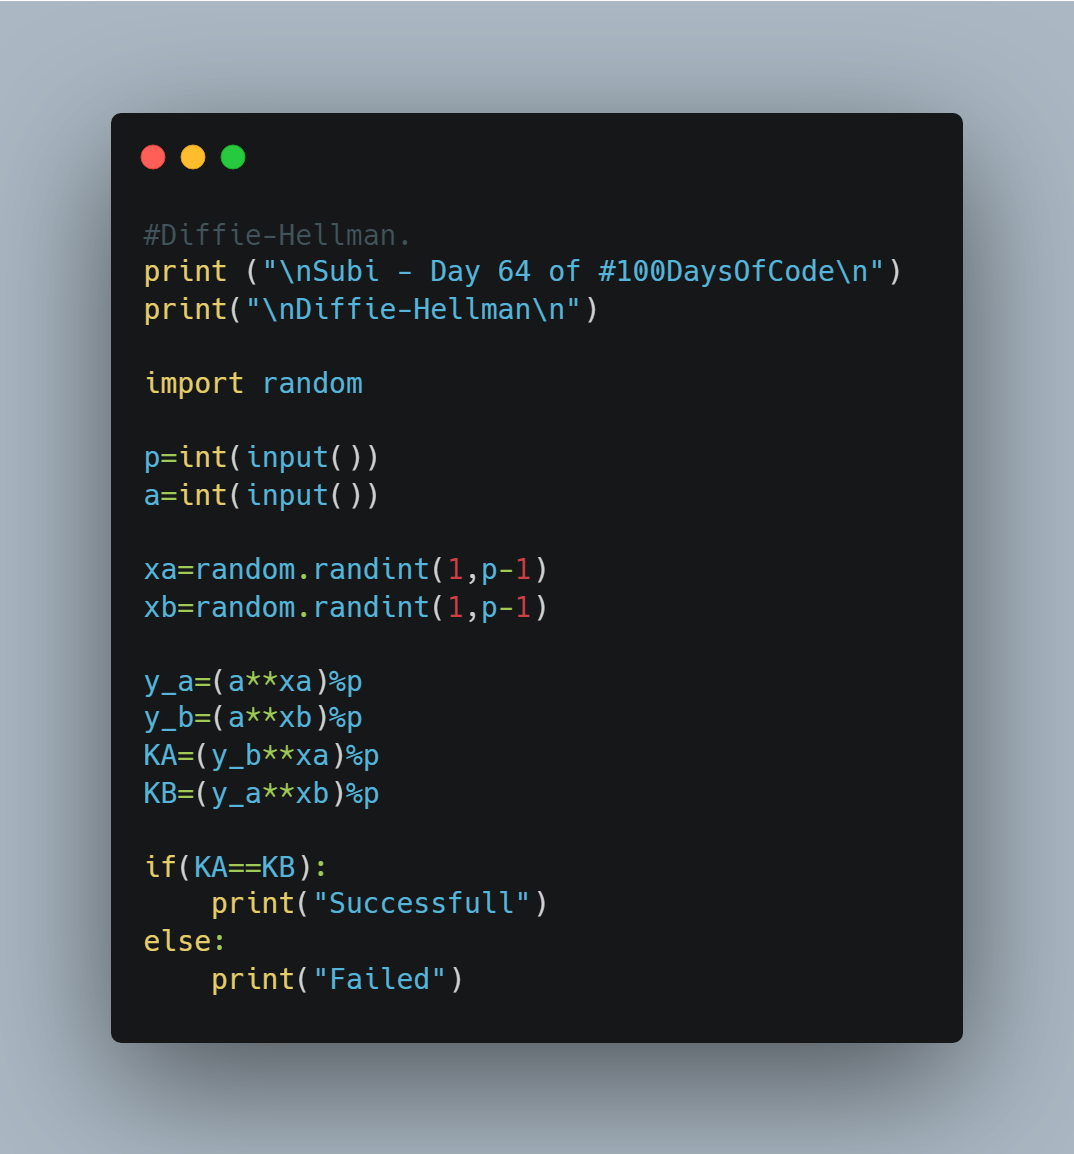 #Diffie-Hellman.
print ("\nSubi - Day 64 of #100DaysOfCode\n")
print("\nDiffie-Hellman\n")
import random
p=int(input())
a=int(input())
xa=random.randint(1,p-1)
xb=random.randint(1,p-1)
y_a=(a**xa)%p
y_b=(a**xb)%p
KA=(y_b**xa)%p
KB=(y_a**xb)%p
if(KA==KB):
    print("Successfull")
else:
    print("Failed")